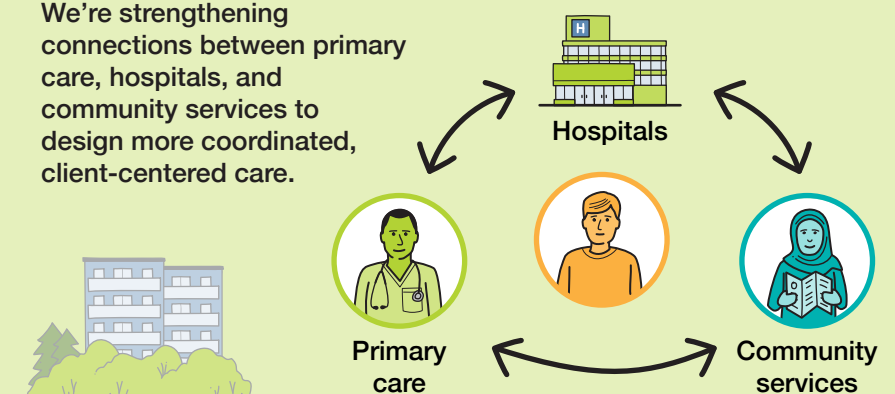 We’re strengthening
connections between primary
care, hospitals, and
community services to
design more coordinated,
client-centered care.
H
Hospitals
Primary
care
Community
services